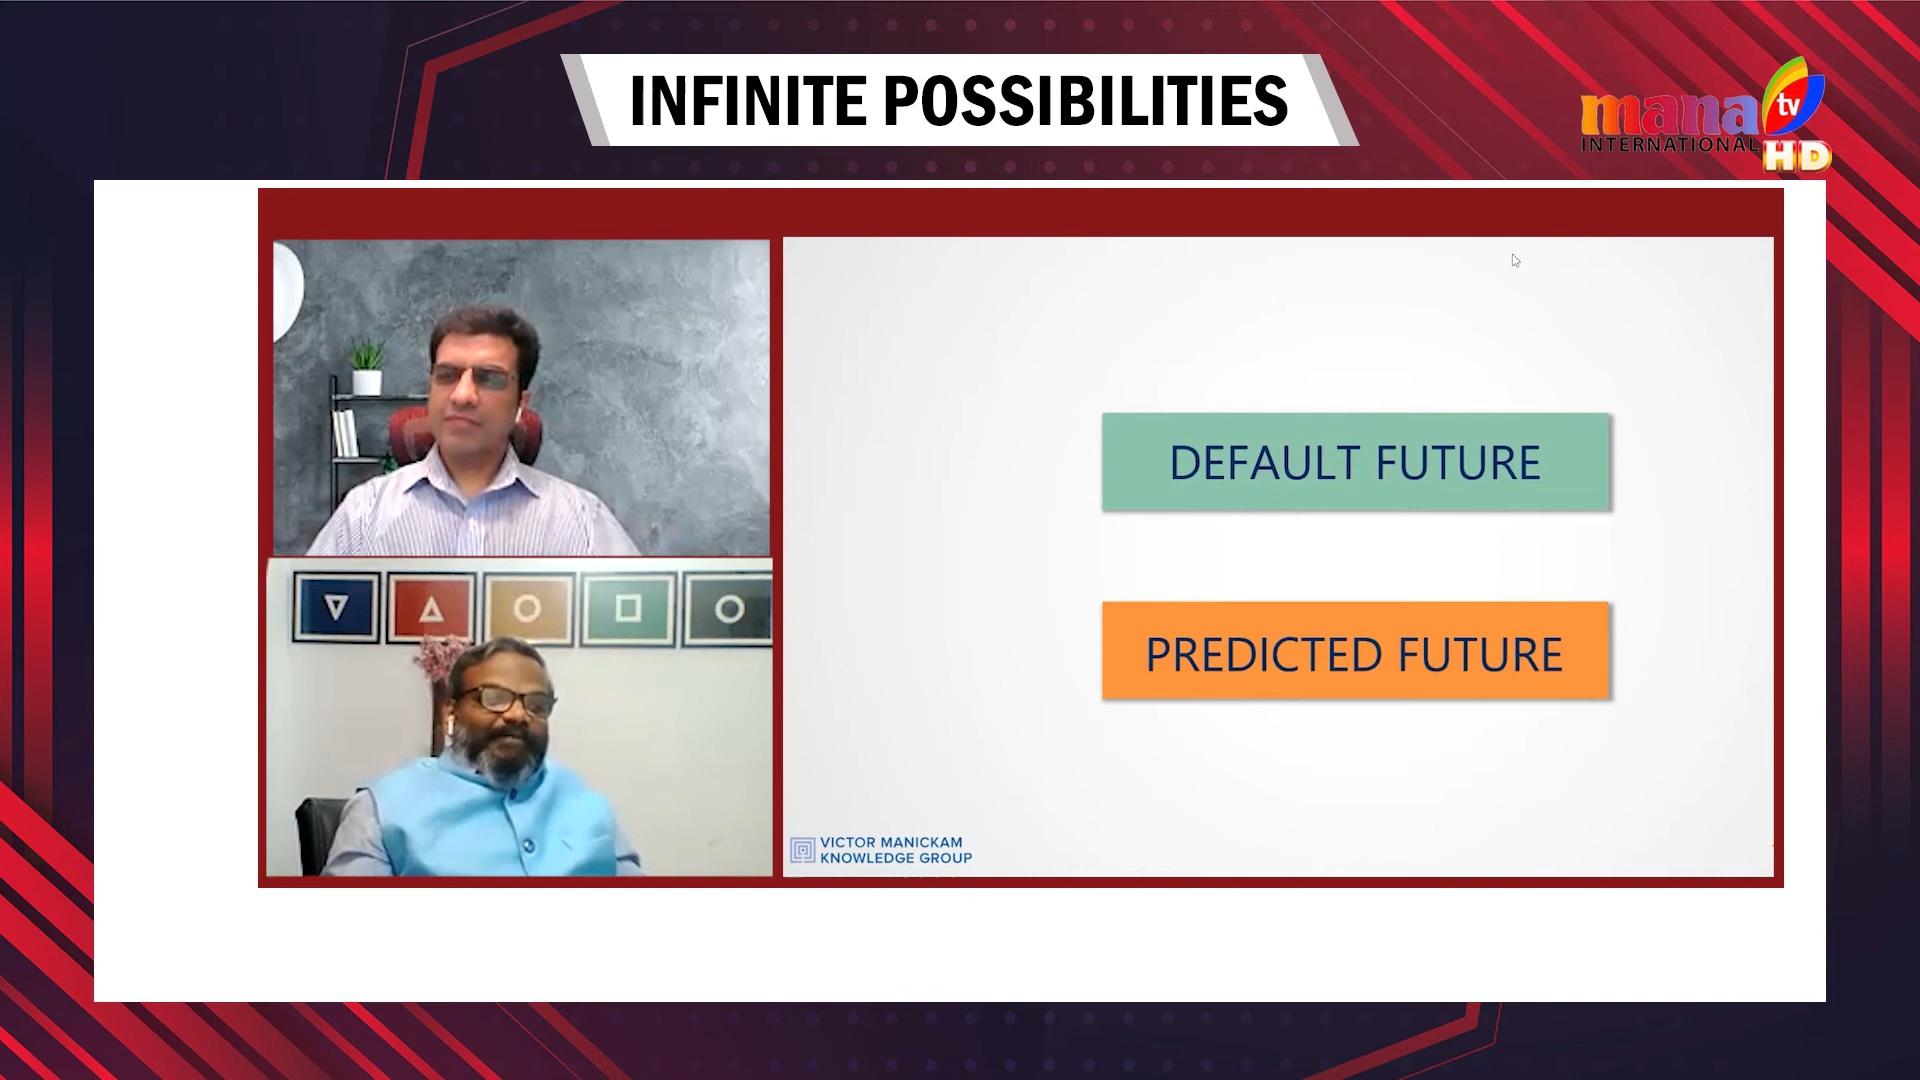 INFINITE POSSIBILITIES
mana tv
INTERNATIONAL
HD
DEFAULT FUTURE
PREDICTED FUTURE
VICTOR MANICKAM
KNOWLEDGE GROUP